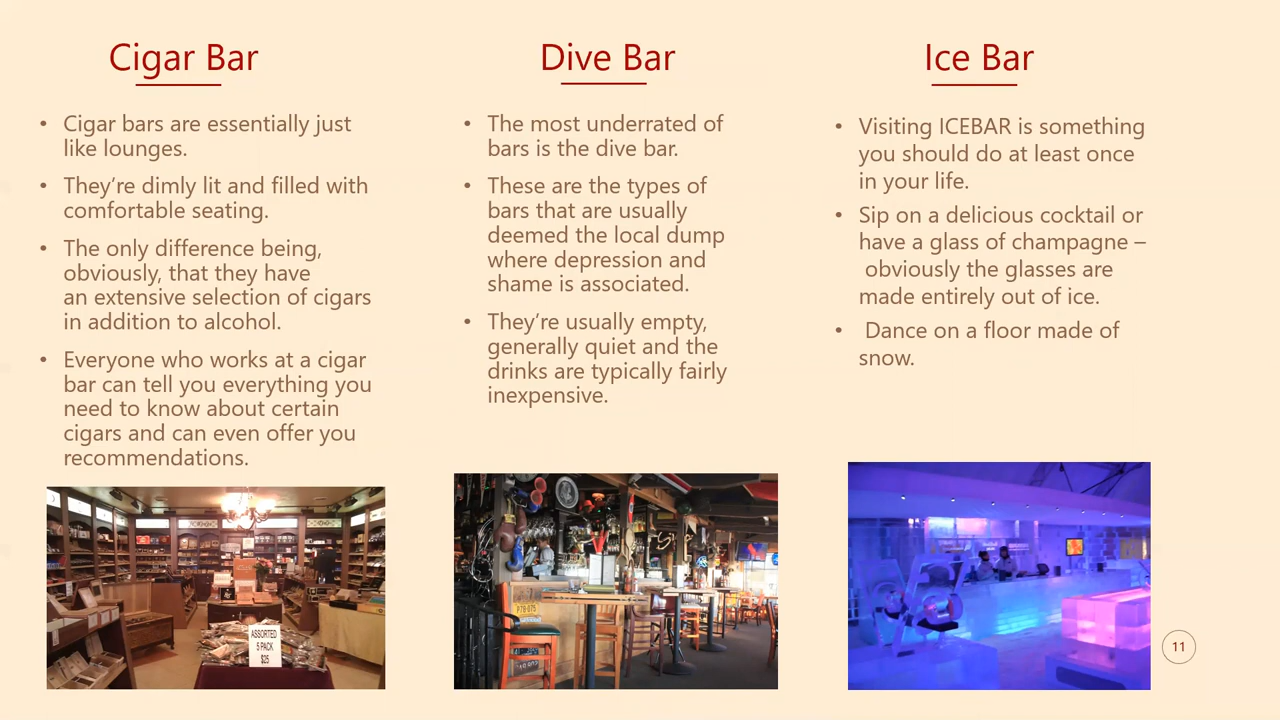 Cigar Bar
• Cigar bars are essentially just
like lounges.
• They're dimly lit and filled with
comfortable seating.
• The only difference being,
obviously, that they have
an extensive selection of cigars
in addition to alcohol.
• Everyone who works at a cigar
bar can tell you everything you
need to know about certain
cigars and can even offer you
recommendations.
ASSORTED
5 PACK
$25
Dive Bar
• The most underrated of
bars is the dive bar.
• These are the types of
bars that are usually
deemed the local dump
where depression and
shame is associated.
• They're usually empty,
generally quiet and the
drinks are typically fairly
inexpensive.
Ice Bar
• Visiting ICEBAR is something
you should do at least once
in your life.
• Sip on a delicious cocktail or
have a glass of champagne –
obviously the glasses are
made entirely out of ice.
• Dance on a floor made of
snow.
11